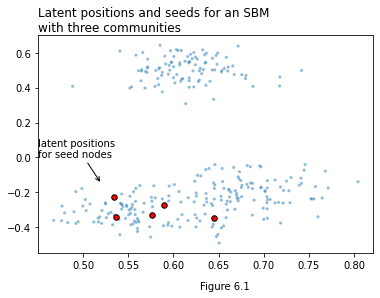 Latent positions and seeds for an SBM
with three communities
0.6
0.4
0.2
0.0
−0.2
−0.4
latent positions
for seed nodes
0.50 0.55 0.60 0.65 0.70 0.75 0.80
Figure 6.1